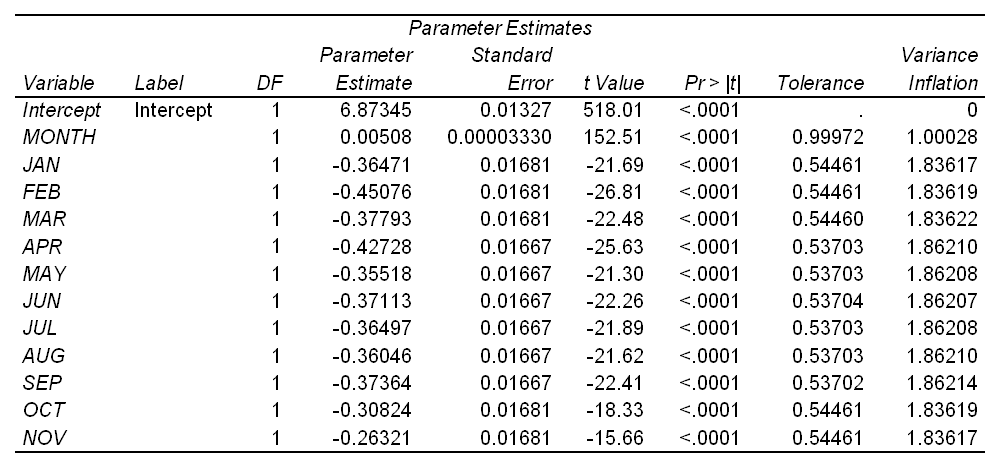 Parameter Estimates
Parameter Standard Variance
Variable Label DF Estimate Error t Value Pr > |t| Tolerance Inflation
Intercept Intercept 1 6.87345 0.01327 518.01 <.0001 . 0
MONTH 1 0.00508 0.00003330 152.51 <.0001 0.99972 1.00028
JAN 1 -0.36471 0.01681 -21.69 <.0001 0.54461 1.83617
FEB 1 -0.45076 0.01681 -26.81 <.0001 0.54461 1.83619
MAR 1 -0.37793 0.01681 -22.48 <.0001 0.54460 1.83622
APR 1 -0.42728 0.01667 -25.63 <.0001 0.53703 1.86210
MAY 1 -0.35518 0.01667 -21.30 <.0001 0.53703 1.86208
JUN 1 -0.37113 0.01667 -22.26 <.0001 0.53704 1.86207
JUL 1 -0.36497 0.01667 -21.89 <.0001 0.53703 1.86208
AUG 1 -0.36046 0.01667 -21.62 <.0001 0.53703 1.86210
SEP 1 -0.37364 0.01667 -22.41 <.0001 0.53702 1.86214
OCT 1 -0.30824 0.01681 -18.33 <.0001 0.54461 1.83619
NOV 1 -0.26321 0.01681 -15.66 <.0001 0.54461 1.83617